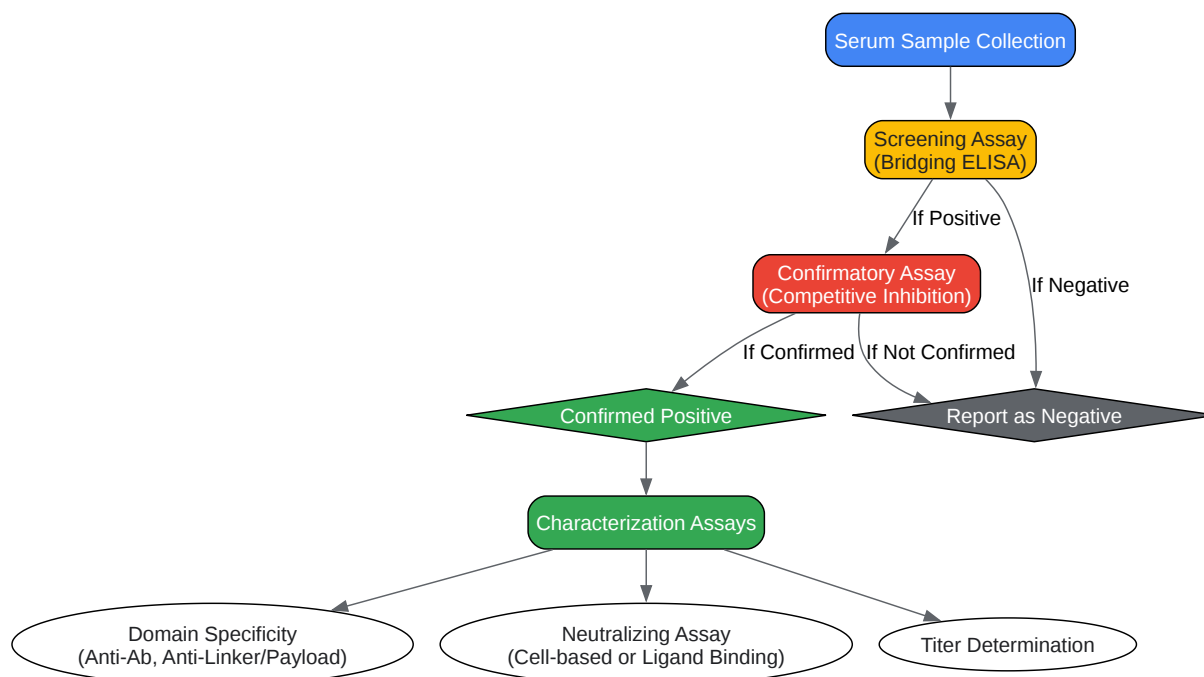 Serum Sample Collection
Screening Assay
(Bridging ELISA)
If Positive
If Negative
Confirmatory Assay
(Competitive Inhibition)
If Confirmed
If Not Confirmed
Confirmed Positive
Report as Negative
Characterization Assays
Domain Specificity
(Anti-Ab, Anti-Linker/Payload)
Neutralizing Assay
(Cell-based or Ligand Binding)
Titer Determination